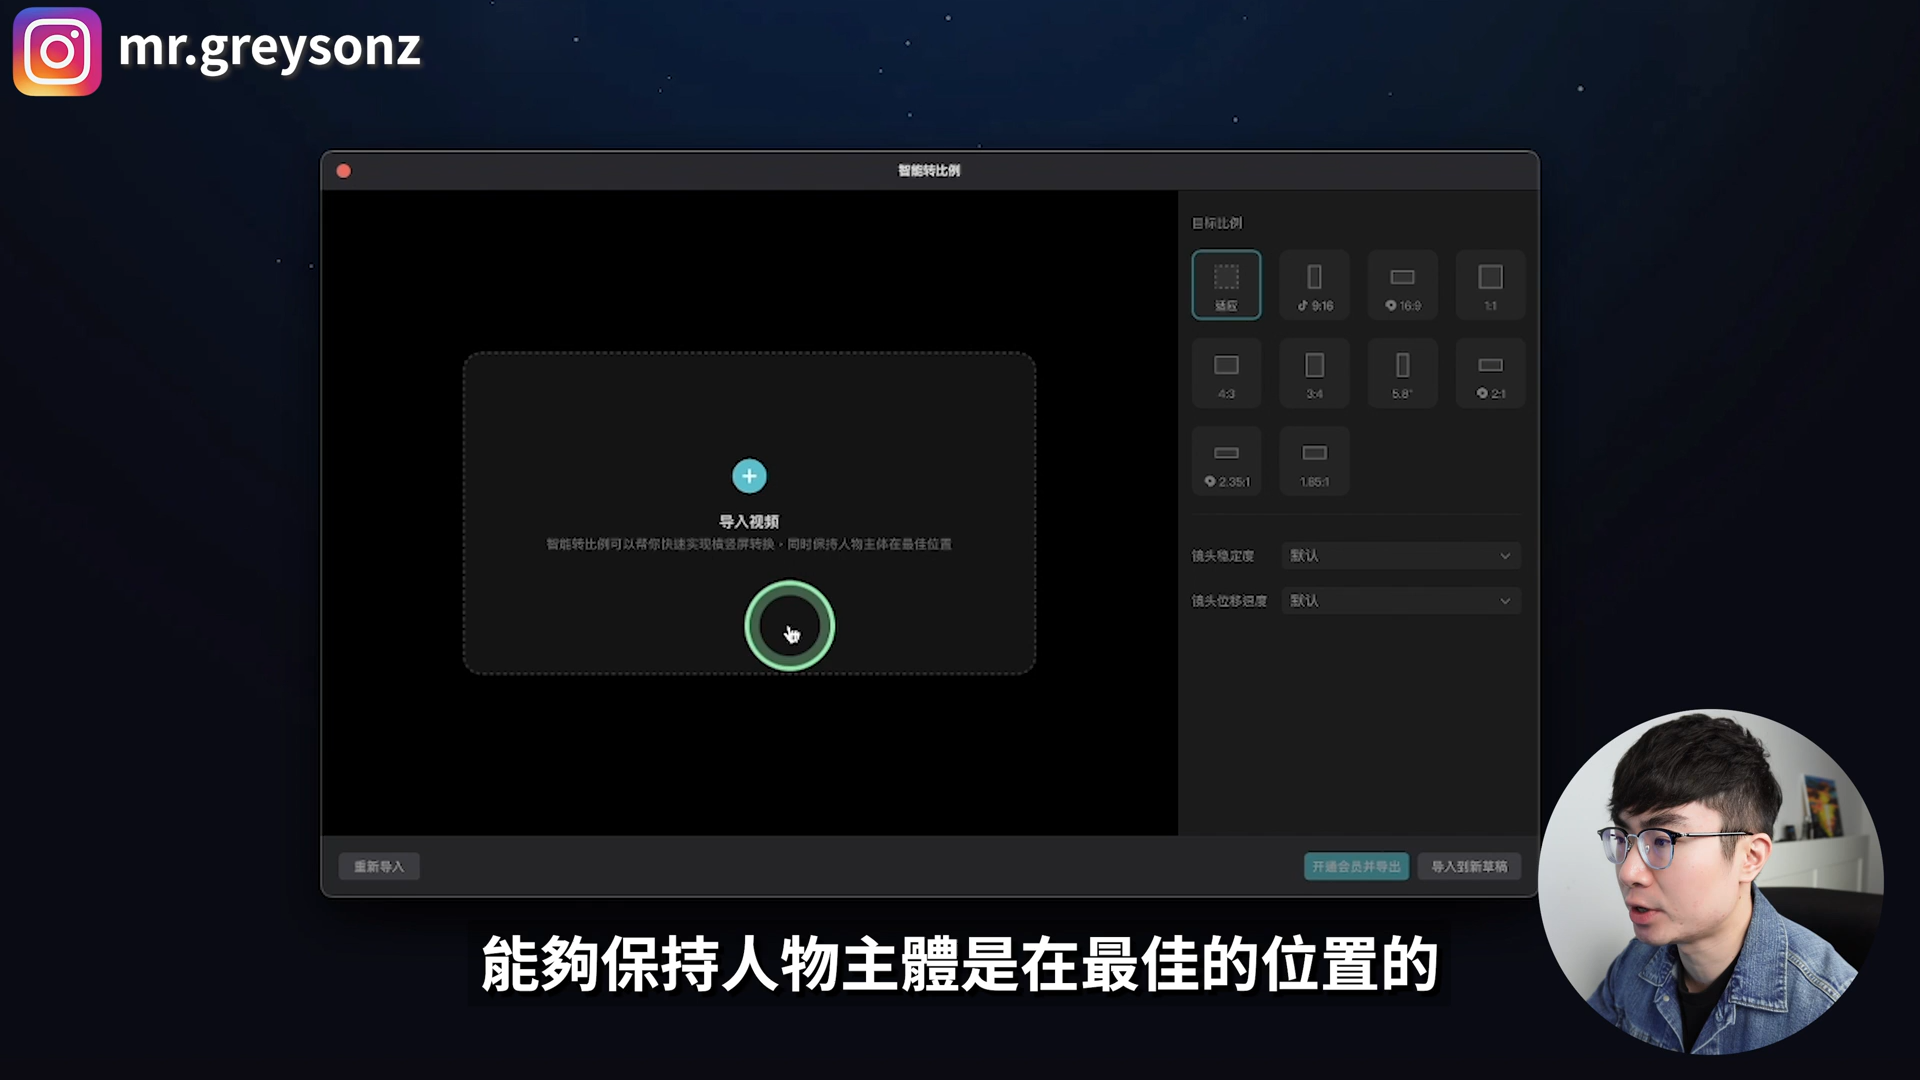 mr.greysonz
智能转比例
目标比例
适应
9:16
16:9
1:1
4:3
3:4
5.8"
2:1
2.35:1
1.85:1
导入视频
智能转比例可以帮你快速实现横竖屏转换，同时保持人物主体在最佳位置
镜头稳定度
默认
镜头位移速度
默认
重新导入
开通会员并导出
导入到新草稿
能夠保持人物主體是在最佳的位置的